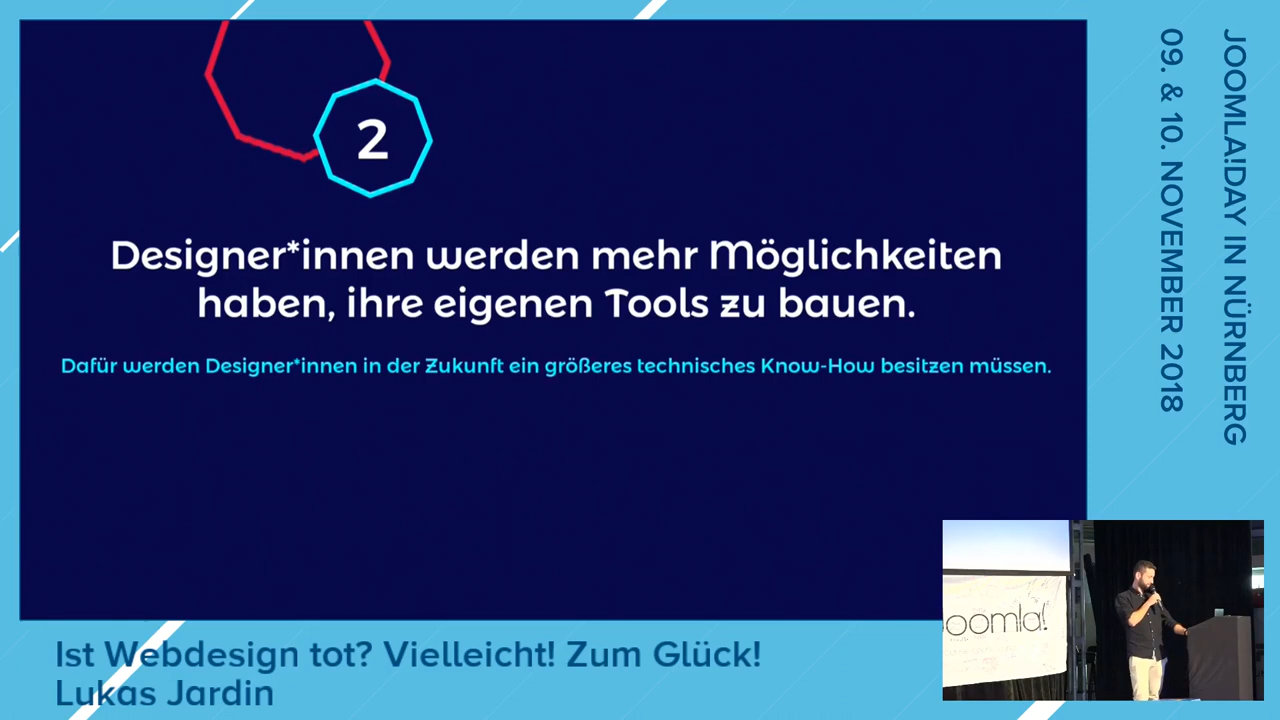 2
Designer*innen werden mehr Möglichkeiten
haben, ihre eigenen Tools zu bauen.
Dafür werden Designer*innen in der Zukunft ein größeres technisches Know-How besitzen müssen.
JOOMLA!DAY IN NÜRNBERG
09. & 10. NOVEMBER 2018
Joomla!
Ist Webdesign tot? Vielleicht! Zum Glück!
Lukas Jardin